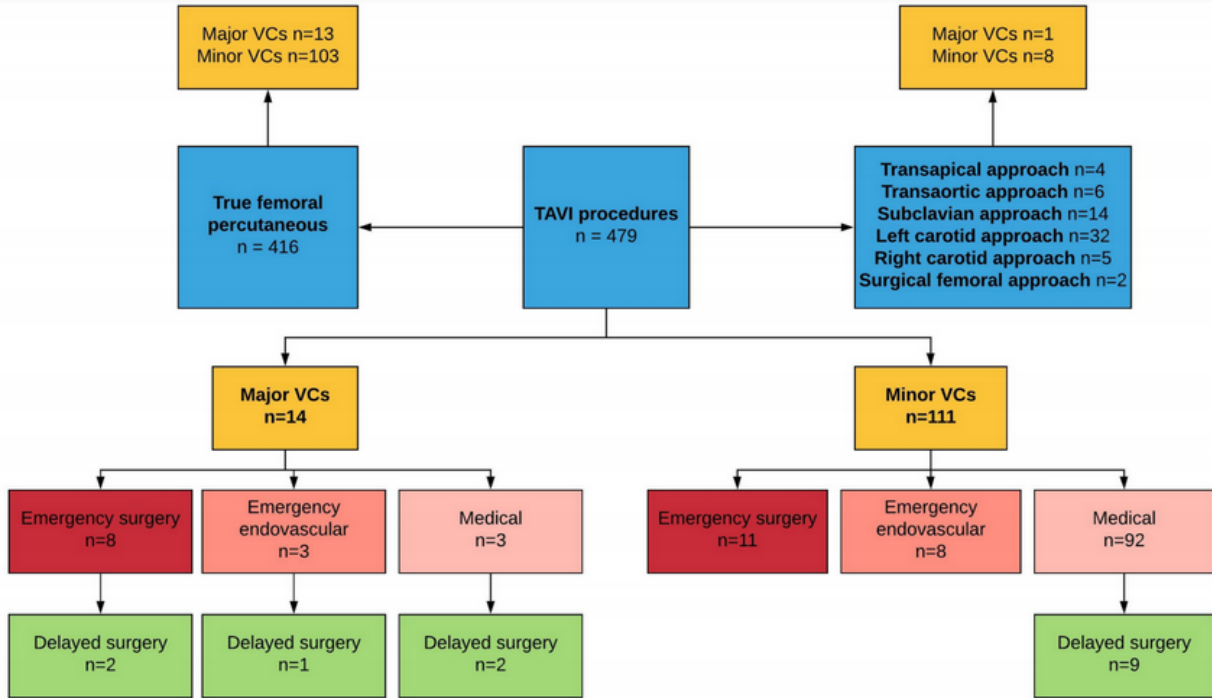 Major VCs n=13
Minor VCs n=103
Major VCs n=1
Minor VCs n=8
True femoral
percutaneous
n = 416
TAVI procedures
n = 479
Transapical approach n=4
Transaortic approach n=6
Subclavian approach n=14
Left carotid approach n=32
Right carotid approach n=5
Surgical femoral approach n=2
Major VCs
n=14
Minor VCs
n=111
Emergency surgery
n=8
Emergency
endovascular
n=3
Medical
n=3
Emergency surgery
n=11
Emergency
endovascular
n=8
Medical
n=92
Delayed surgery
n=2
Delayed surgery
n=1
Delayed surgery
n=2
Delayed surgery
n=9